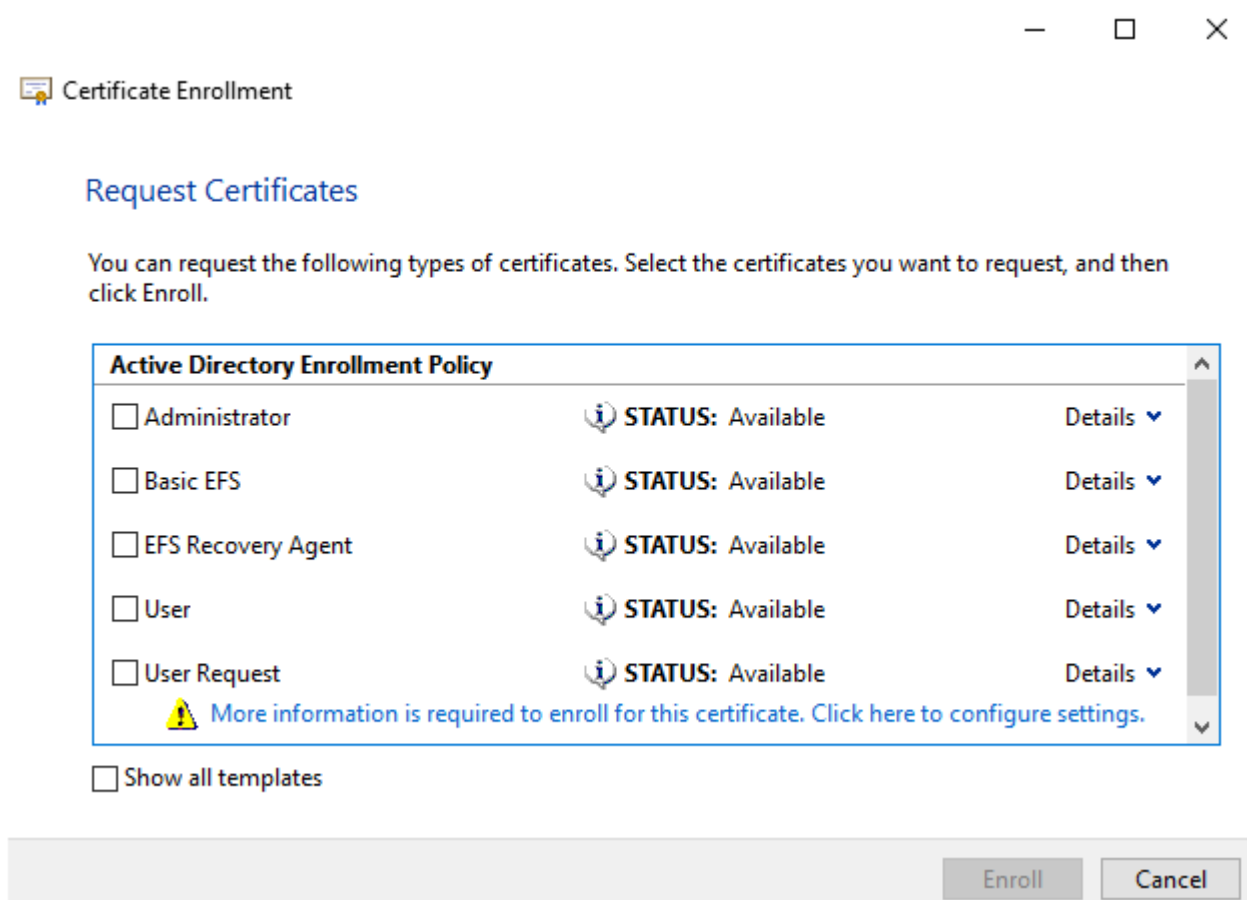 Certificate Enrollment
Request Certificates
You can request the following types of certificates. Select the certificates you want to request, and then
click Enroll.
Active Directory Enrollment Policy
Administrator STATUS: Available Details
Basic EFS STATUS: Available Details
EFS Recovery Agent STATUS: Available Details
User STATUS: Available Details
User Request STATUS: Available Details
More information is required to enroll for this certificate. Click here to configure settings.
Show all templates
Enroll Cancel